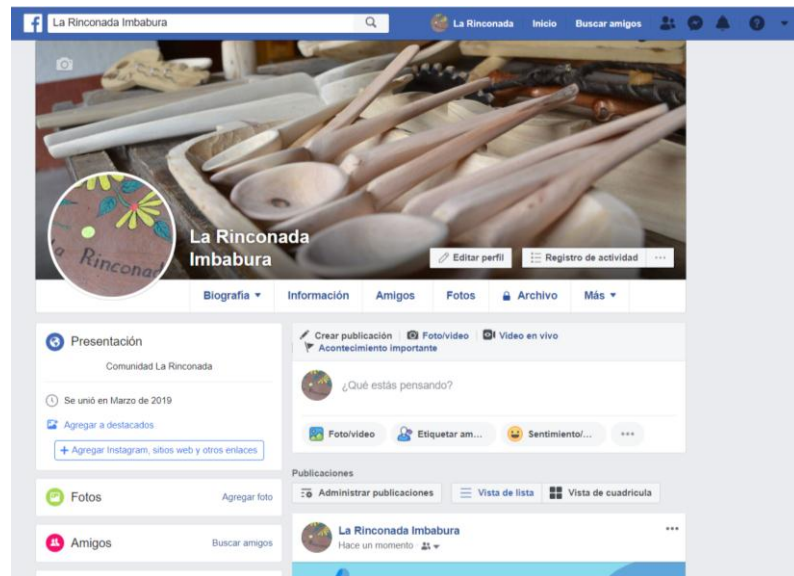 f La Rinconada Imbabura La Rinconada Inicio Buscar amigos
La Rinconada
Imbabura
La Rinconad
Editar perfil Registro de actividad ...
Biografía Información Amigos Fotos Archivo Más
Presentación
Comunidad La Rinconada
Se unió en Marzo de 2019
Agregar a destacados
+ Agregar Instagram, sitios web y otros enlaces
Fotos Agregar foto
Amigos Buscar amigos
Crear publicación Foto/video Video en vivo
Acontecimiento importante
¿Qué estás pensando?
Foto/video Etiquetar am... Sentimiento/... ...
Publicaciones
Administrar publicaciones Vista de lista Vista de cuadrícula
La Rinconada Imbabura ...
Hace un momento ·